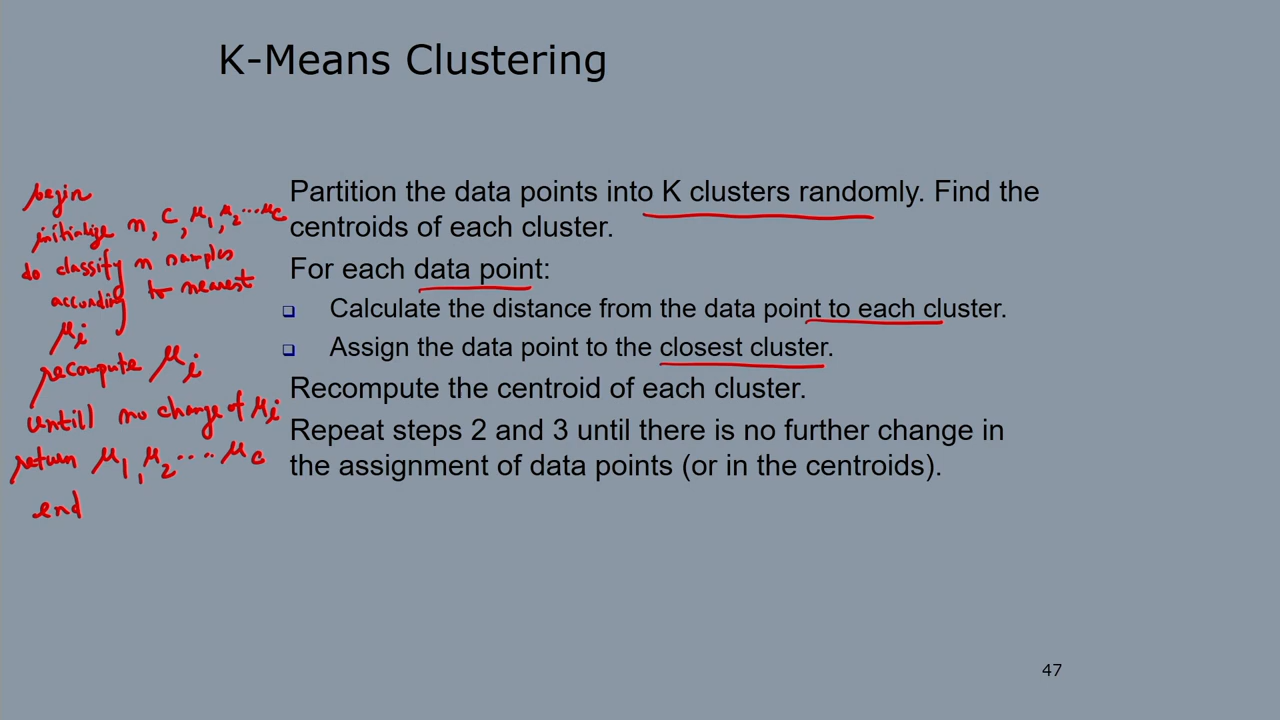 K-Means Clustering
begin
initialize n, c, μ1, μ2 ... μc
do classify n samples
according to nearest
μi
recompute μi
untill no change of μi
return μ1, μ2 .... μc
end
Partition the data points into K clusters randomly. Find the
centroids of each cluster.
For each data point:
Calculate the distance from the data point to each cluster.
Assign the data point to the closest cluster.
Recompute the centroid of each cluster.
Repeat steps 2 and 3 until there is no further change in
the assignment of data points (or in the centroids).
47